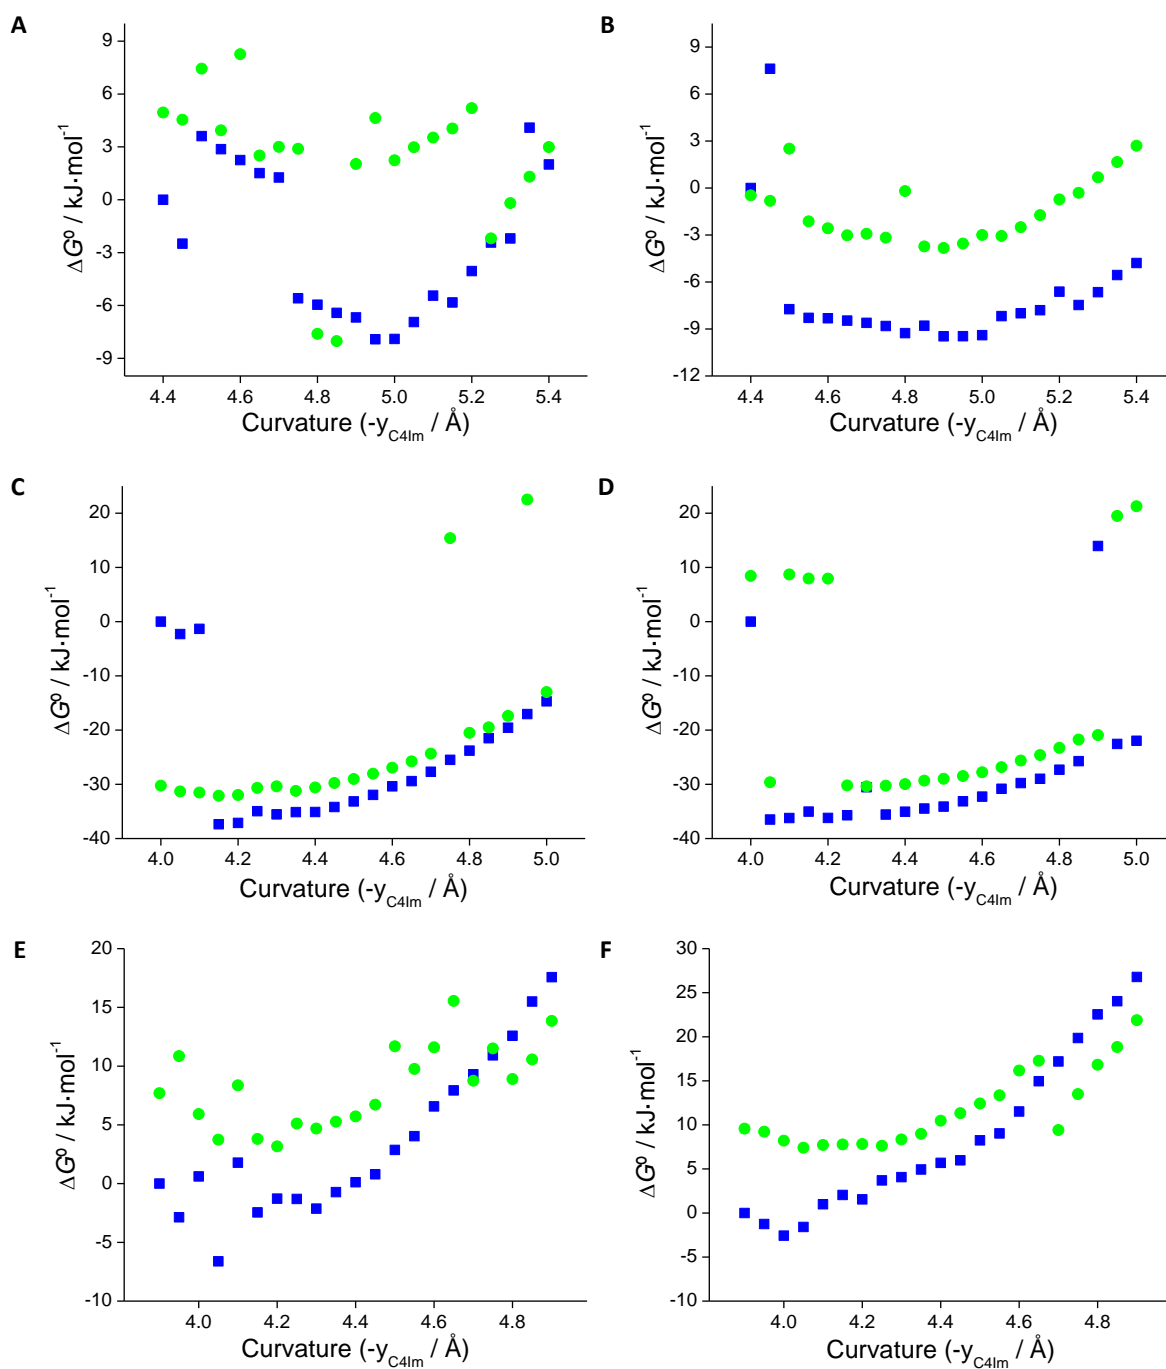 A
9
6
3
0
-3
-6
-9
ΔG⁰ / kJ·mol⁻¹
4.4 4.6 4.8 5.0 5.2 5.4
Curvature (-y_C4Im / Å)
B
9
6
3
0
-3
-6
-9
-12
ΔG⁰ / kJ·mol⁻¹
4.4 4.6 4.8 5.0 5.2 5.4
Curvature (-y_C4Im / Å)
C
20
10
0
-10
-20
-30
-40
ΔG⁰ / kJ·mol⁻¹
4.0 4.2 4.4 4.6 4.8 5.0
Curvature (-y_C4Im / Å)
D
20
10
0
-10
-20
-30
-40
ΔG⁰ / kJ·mol⁻¹
4.0 4.2 4.4 4.6 4.8 5.0
Curvature (-y_C4Im / Å)
E
20
15
10
5
0
-5
-10
ΔG⁰ / kJ·mol⁻¹
4.0 4.2 4.4 4.6 4.8
Curvature (-y_C4Im / Å)
F
30
25
20
15
10
5
0
-5
-10
ΔG⁰ / kJ·mol⁻¹
4.0 4.2 4.4 4.6 4.8
Curvature (-y_C4Im / Å)